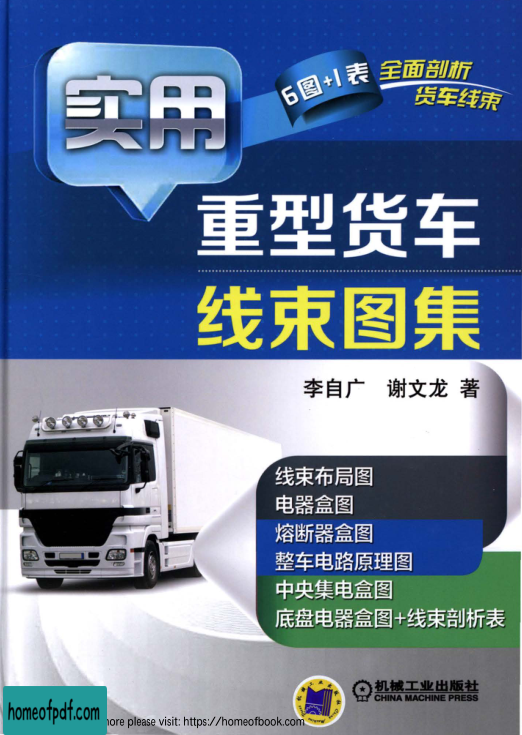 实用
6图+1表
全面剖析
货车线束
重型货车
线束图集
李自广 谢文龙 著
线束布局图
电器盒图
熔断器盒图
整车电路原理图
中央集电盒图
底盘电器盒图+线束剖析表
机械工业出版社
CHINA MACHINE PRESS
homeofpdf.com
more please visit: https://homeofbook.com